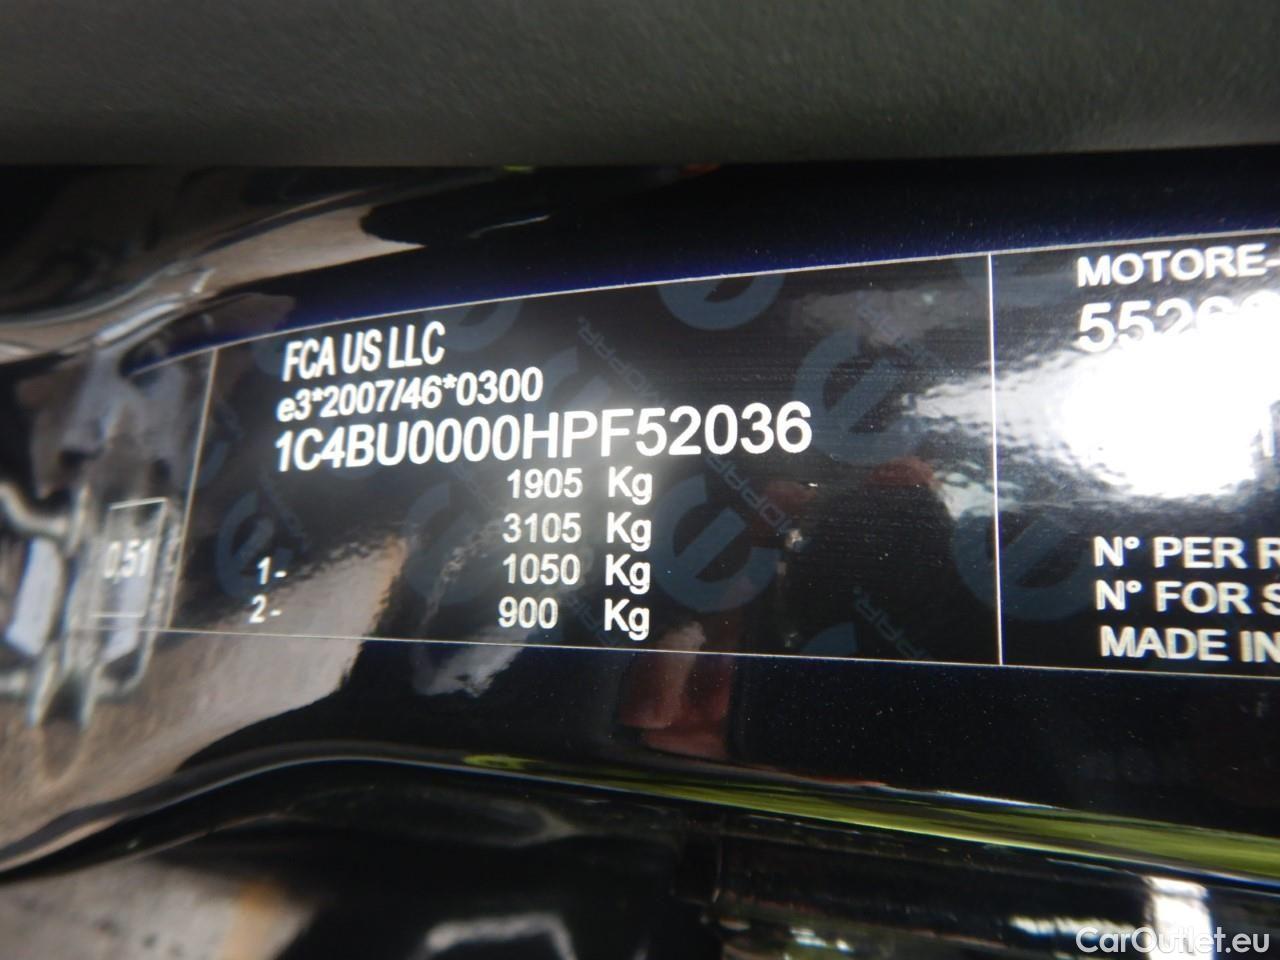 FCA US LLC
e3*2007/46*0300
1C4BU0000HPF52036
1905 Kg
3105 Kg
1- 1050 Kg
2- 900 Kg
0,51
MOTORE-
N° PER
N° FOR
MADE IN
MOPAR
CarOutlet.eu